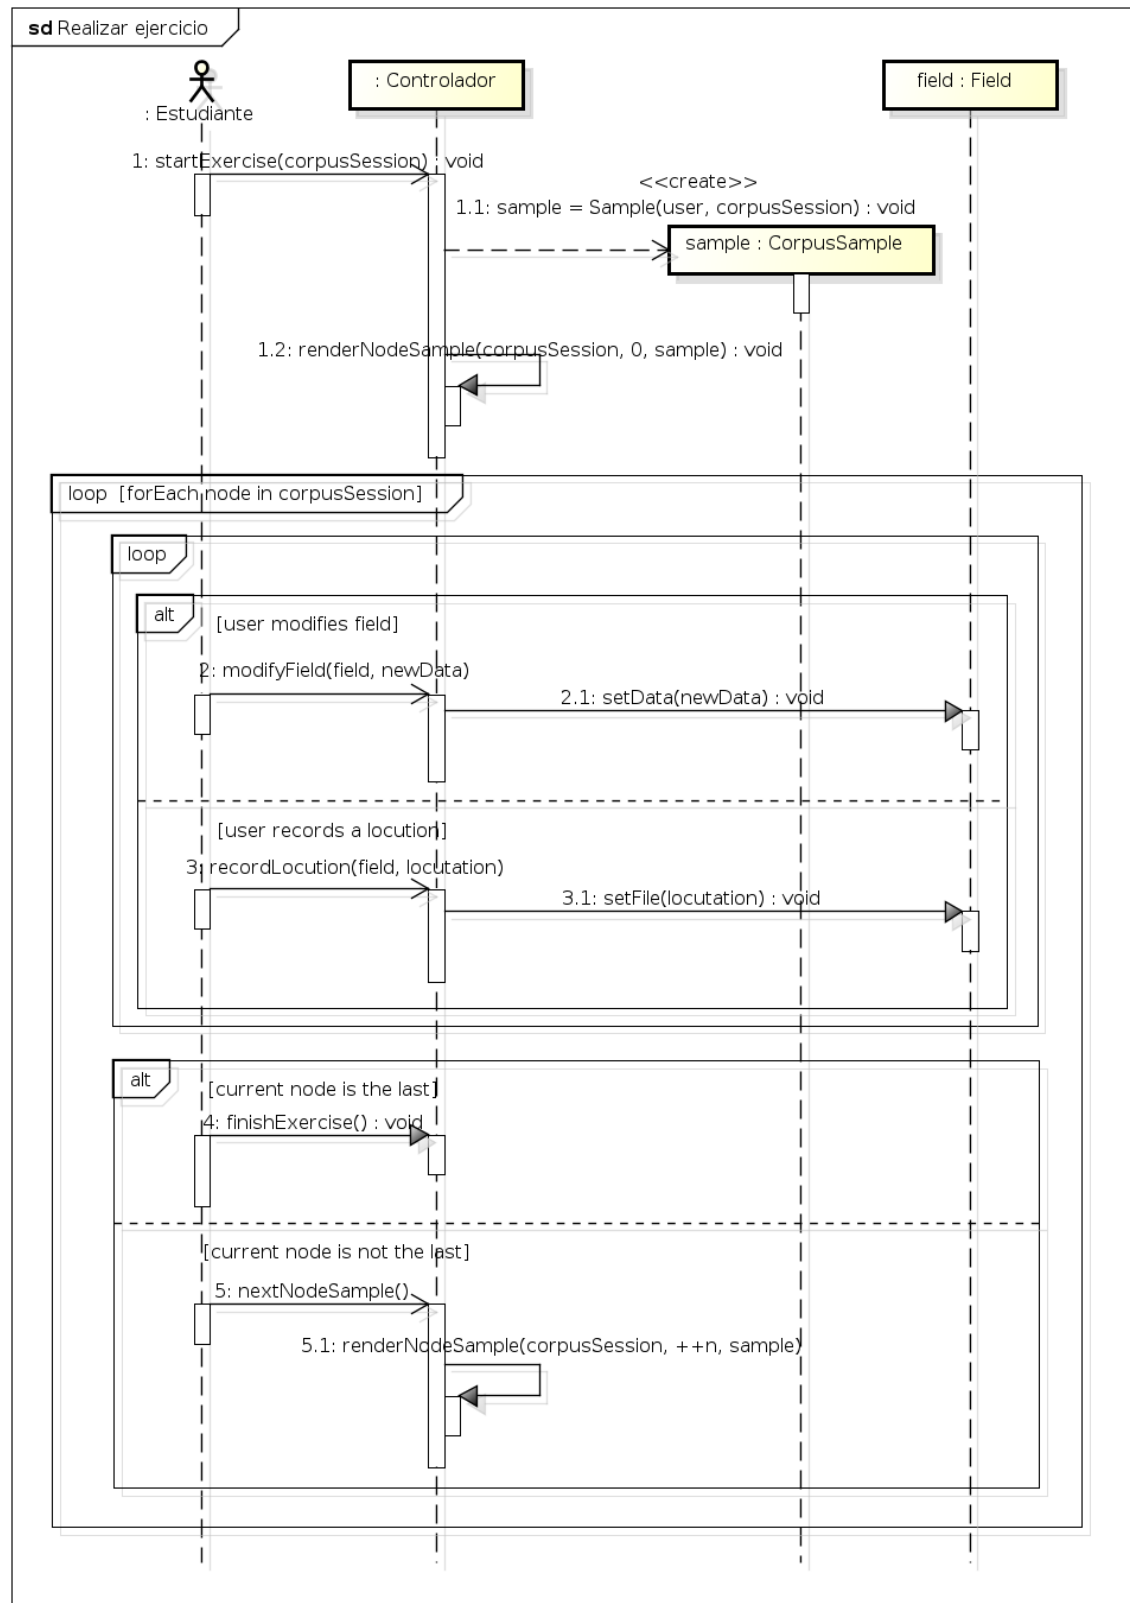 sd Realizar ejercicio
: Estudiante
: Controlador
field : Field
1: startExercise(corpusSession) : void
<<create>>
1.1: sample = Sample(user, corpusSession) : void
sample : CorpusSample
1.2: renderNodeSample(corpusSession, 0, sample) : void
loop [forEach node in corpusSession]
loop
alt
[user modifies field]
2: modifyField(field, newData)
2.1: setData(newData) : void
[user records a locution]
3: recordLocution(field, locutation)
3.1: setFile(locutation) : void
alt
[current node is the last]
4: finishExercise() : void
[current node is not the last]
5: nextNodeSample()
5.1: renderNodeSample(corpusSession, ++n, sample)